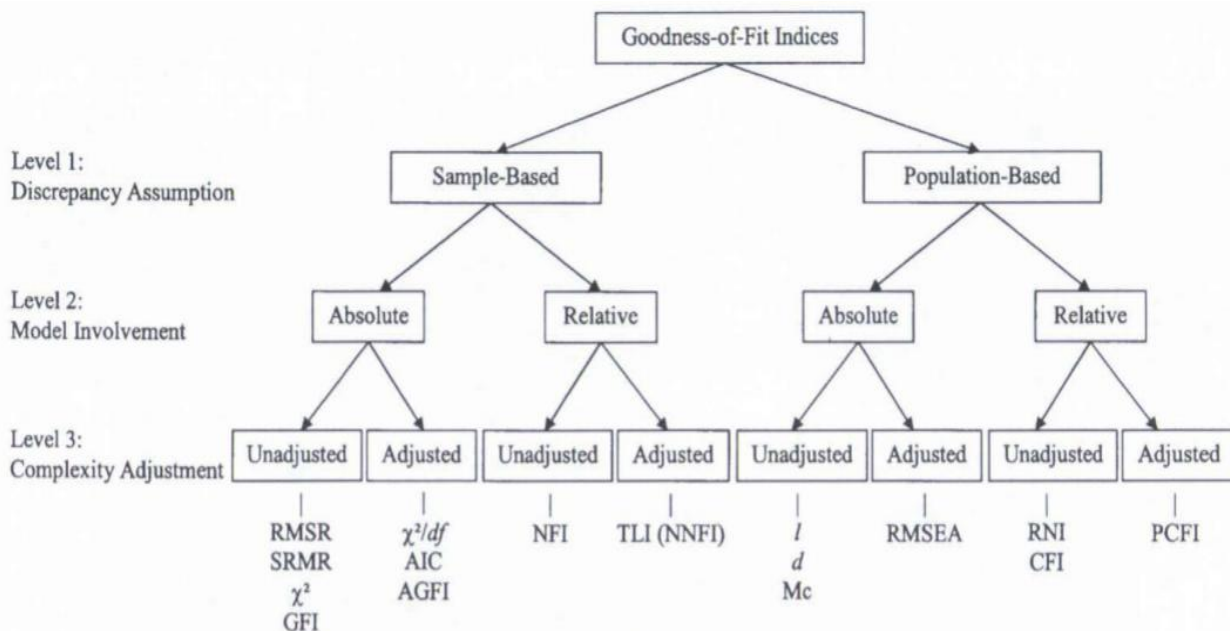 Goodness-of-Fit Indices
Level 1:
Discrepancy Assumption
Sample-Based
Population-Based
Level 2:
Model Involvement
Absolute
Relative
Absolute
Relative
Level 3:
Complexity Adjustment
Unadjusted
Adjusted
Unadjusted
Adjusted
Unadjusted
Adjusted
Unadjusted
Adjusted
RMSR
SRMR
χ²
GFI
χ²/df
AIC
AGFI
NFI
TLI (NNFI)
l
d
Mc
RMSEA
RNI
CFI
PCFI